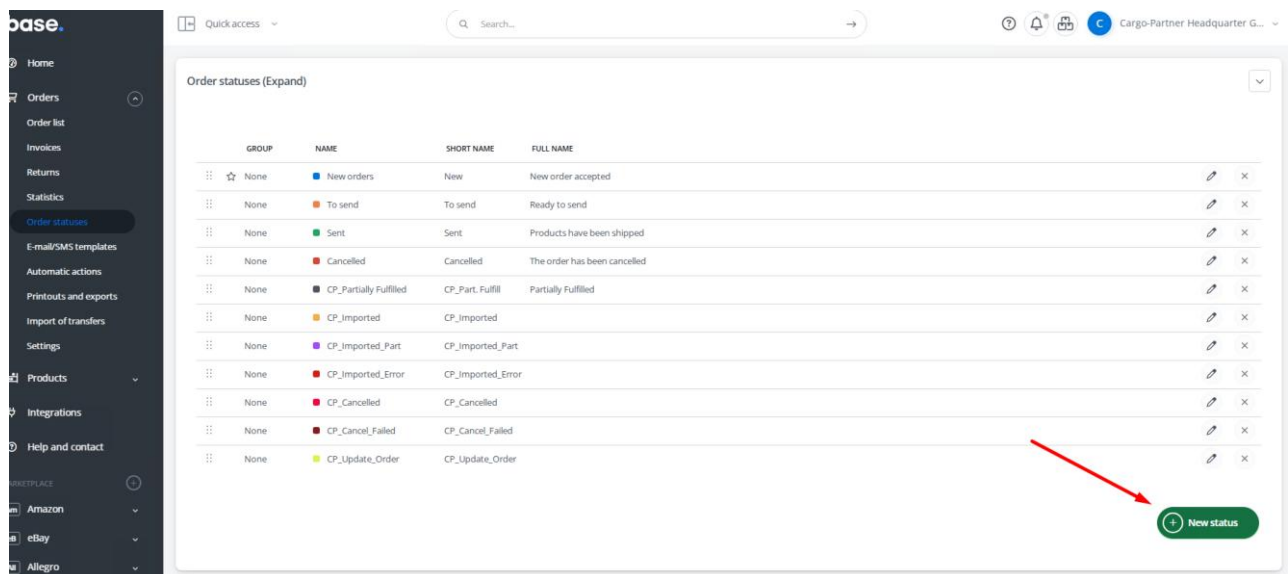 base.
Quick access
Search...
Cargo-Partner Headquarter G...
C
Home
Orders
Order list
Invoices
Returns
Statistics
Order statuses
E-mail/SMS templates
Automatic actions
Printouts and exports
Import of transfers
Settings
Products
Integrations
Help and contact
Amazon
eBay
Allegro
Order statuses (Expand)
GROUP NAME SHORT NAME FULL NAME
None New orders New New order accepted
None To send To send Ready to send
None Sent Sent Products have been shipped
None Cancelled Cancelled The order has been cancelled
None CP_Partially Fulfilled CP_Part. Fulfill Partially Fulfilled
None CP_Imported CP_Imported
None CP_Imported_Part CP_Imported_Part
None CP_Imported_Error CP_Imported_Error
None CP_Cancelled CP_Cancelled
None CP_Cancel_Failed CP_Cancel_Failed
None CP_Update_Order CP_Update_Order
New status